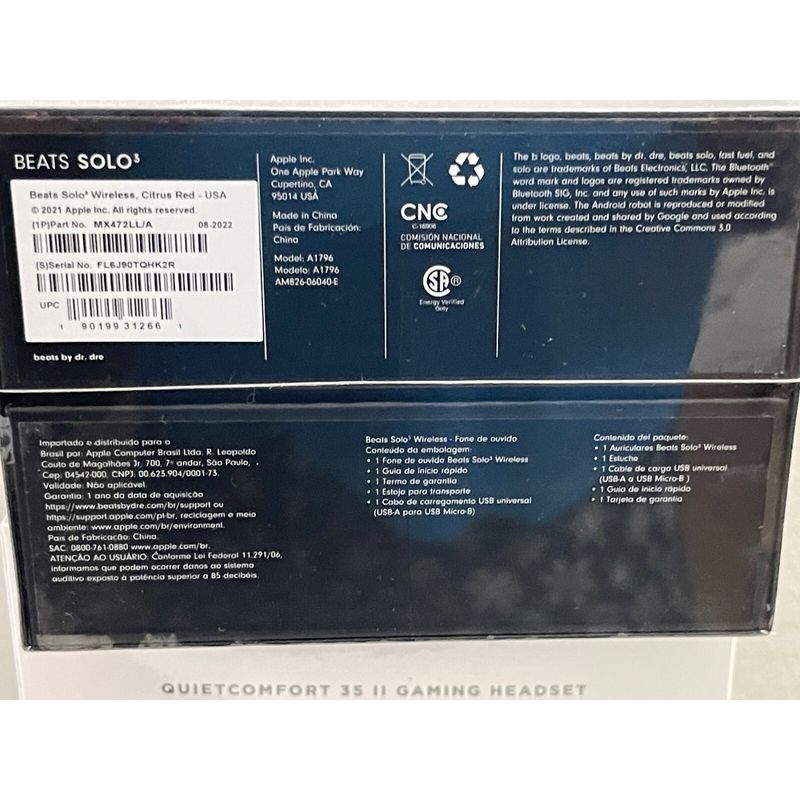 BEATS SOLO³
Beats Solo³ Wireless, Citrus Red - USA
© 2021 Apple Inc. All rights reserved.
(1P)Part No. MX472LL/A 08-2022
(S)Serial No. FL6J90TQHK2R
UPC
1 90199 31266 1
beats by dr. dre
Apple Inc.
One Apple Park Way
Cupertino, CA
95014 USA
Made in China
País de Fabricación:
China
Model: A1796
Modelo: A1796
AM826-06040-E
CNC
C-16906
COMISIÓN NACIONAL
DE COMUNICACIONES
SA ®
Energy Verified
Only
The b logo, beats, beats by dr. dre, beats solo, fast fuel, and
solo are trademarks of Beats Electronics, LLC. The Bluetooth®
word mark and logos are registered trademarks owned by
Bluetooth SIG, Inc. and any use of such marks by Apple Inc. is
under license. The Android robot is reproduced or modified
from work created and shared by Google and used according
to the terms described in the Creative Commons 3.0
Attribution License.
Importado e distribuído para o
Brasil por: Apple Computer Brasil Ltda. R. Leopoldo
Couto de Magalhães Jr, 700, 7º andar, São Paulo,
Cep: 04542-000, CNPJ: 00.623.904/0001-73.
Validade: Não aplicável.
Garantia: 1 ano da data de aquisição
https://www.beatsbydre.com/br/support ou
https://support.apple.com/pt-br, reciclagem e meio
ambiente: www.apple.com/br/environment.
País de Fabricação: China.
SAC: 0800-761-0880 www.apple.com/br.
ATENÇÃO AO USUÁRIO: Conforme Lei Federal 11.291/06,
informamos que podem ocorrer danos ao sistema
auditivo exposto à potência superior a 85 decibéis.
Beats Solo³ Wireless - Fone de ouvido
Conteúdo da embalagem:
• 1 Fone de ouvido Beats Solo³ Wireless
• 1 Guia de início rápido
• 1 Termo de garantia
• 1 Estojo para transporte
• 1 Cabo de carregamento USB universal
(USB-A para USB Micro-B)
Contenido del paquete:
• 1 Auriculares Beats Solo³ Wireless
• 1 Estuche
• 1 Cable de carga USB universal
(USB-A a USB Micro-B )
• 1 Guía de inicio rápido
• 1 Tarjeta de garantía
QUIETCOMFORT 35 II GAMING HEADSET